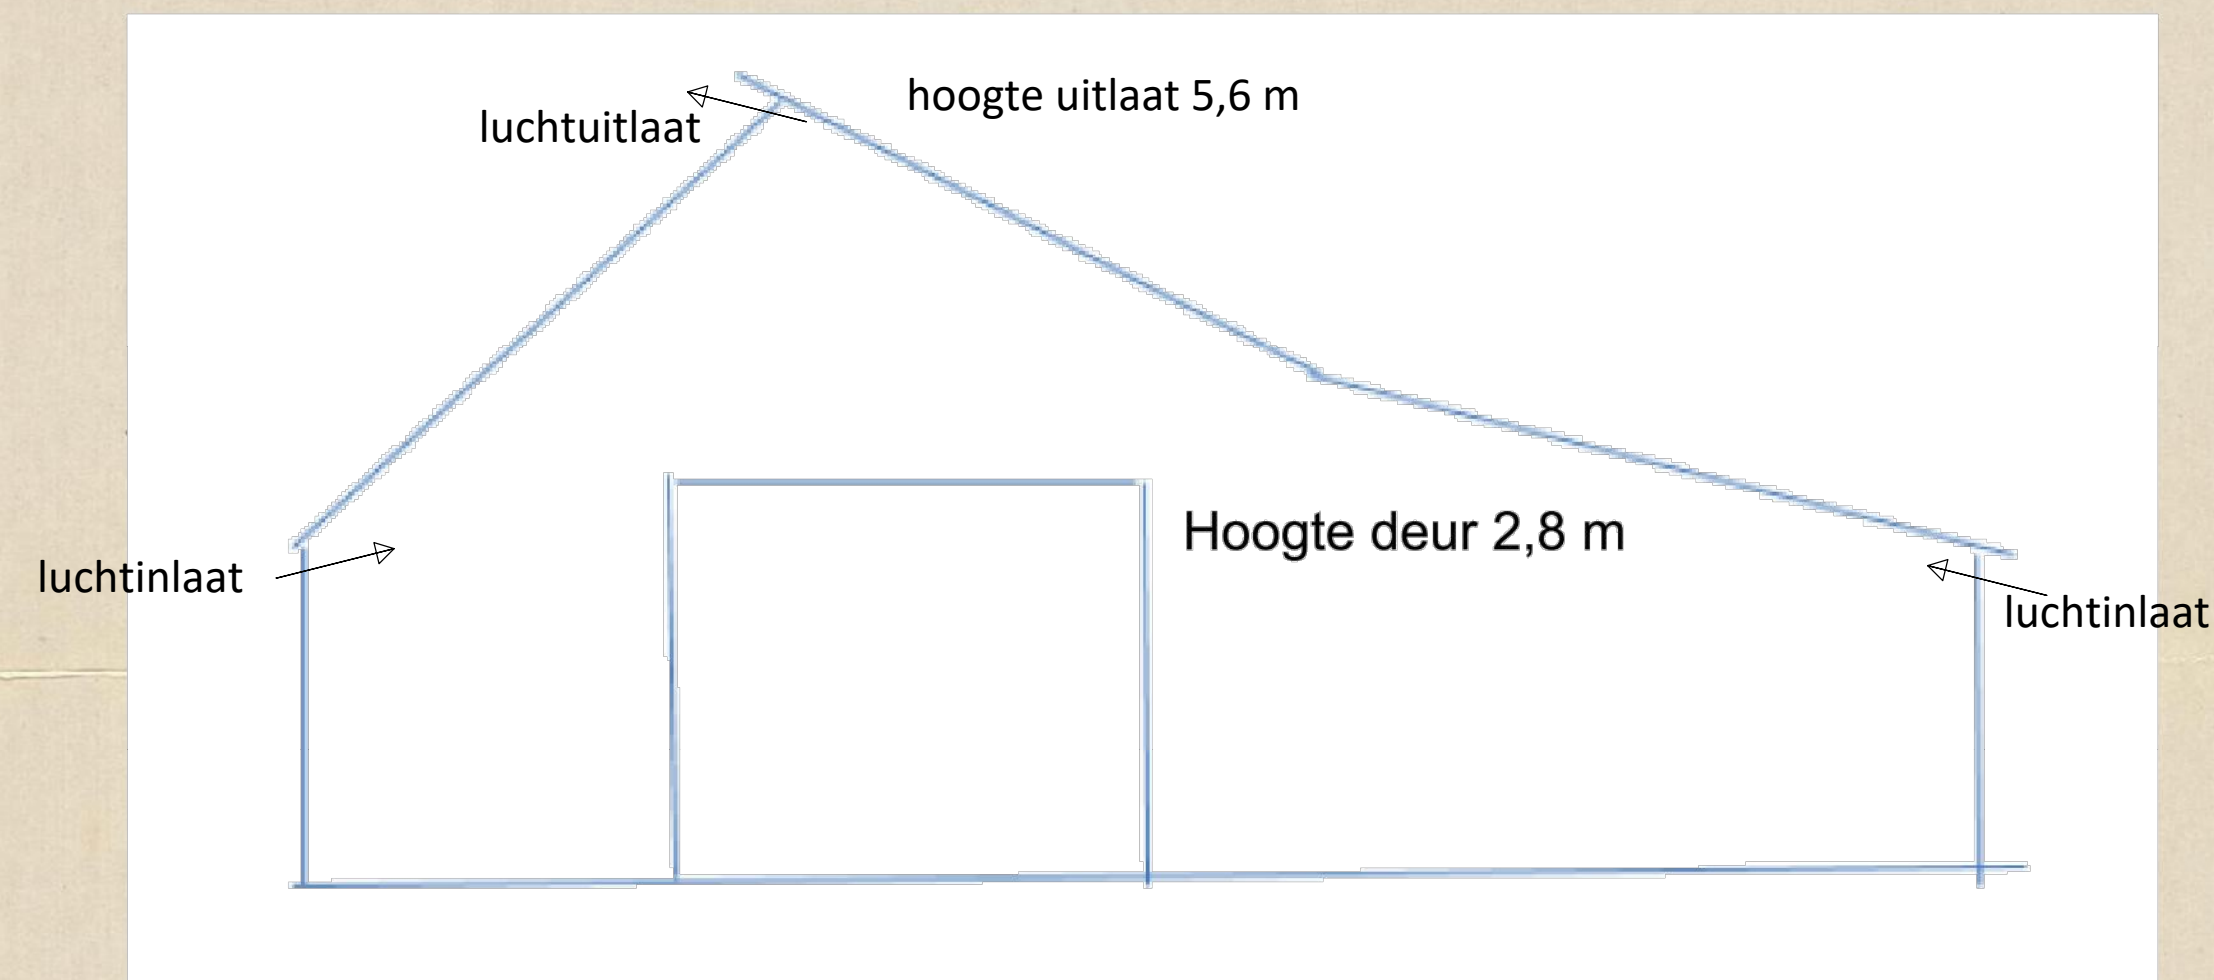 hoogte uitlaat 5,6 m
luchtuitlaat
Hoogte deur 2,8 m
luchtinlaat
luchtinlaat